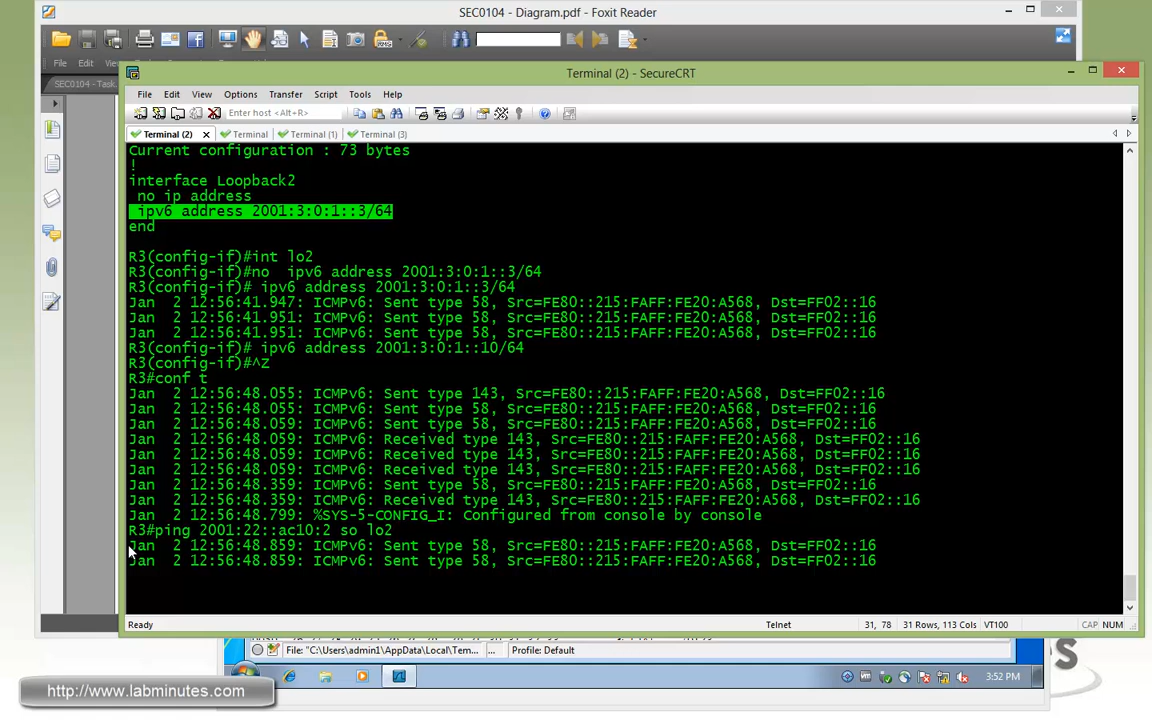 SEC0104 - Diagram.pdf - Foxit Reader
File Edit
SEC0104 - Task
Terminal (2) - SecureCRT
File Edit View Options Transfer Script Tools Help
Enter host <Alt+R>
Terminal (2) Terminal Terminal (1) Terminal (3)
Current configuration : 73 bytes
!
interface Loopback2
no ip address
ipv6 address 2001:3:0:1::3/64
end
R3(config-if)#int lo2
R3(config-if)#no  ipv6 address 2001:3:0:1::3/64
R3(config-if)# ipv6 address 2001:3:0:1::3/64
Jan  2 12:56:41.947: ICMPv6: Sent type 58, Src=FE80::215:FAFF:FE20:A568, Dst=FF02::16
Jan  2 12:56:41.951: ICMPv6: Sent type 58, Src=FE80::215:FAFF:FE20:A568, Dst=FF02::16
Jan  2 12:56:41.951: ICMPv6: Sent type 58, Src=FE80::215:FAFF:FE20:A568, Dst=FF02::16
R3(config-if)# ipv6 address 2001:3:0:1::10/64
R3(config-if)#^Z
R3#conf t
Jan  2 12:56:48.055: ICMPv6: Sent type 143, Src=FE80::215:FAFF:FE20:A568, Dst=FF02::16
Jan  2 12:56:48.055: ICMPv6: Sent type 58, Src=FE80::215:FAFF:FE20:A568, Dst=FF02::16
Jan  2 12:56:48.059: ICMPv6: Sent type 58, Src=FE80::215:FAFF:FE20:A568, Dst=FF02::16
Jan  2 12:56:48.059: ICMPv6: Received type 143, Src=FE80::215:FAFF:FE20:A568, Dst=FF02::16
Jan  2 12:56:48.059: ICMPv6: Received type 143, Src=FE80::215:FAFF:FE20:A568, Dst=FF02::16
Jan  2 12:56:48.059: ICMPv6: Received type 143, Src=FE80::215:FAFF:FE20:A568, Dst=FF02::16
Jan  2 12:56:48.359: ICMPv6: Sent type 58, Src=FE80::215:FAFF:FE20:A568, Dst=FF02::16
Jan  2 12:56:48.359: ICMPv6: Received type 143, Src=FE80::215:FAFF:FE20:A568, Dst=FF02::16
Jan  2 12:56:48.799: %SYS-5-CONFIG_I: Configured from console by console
R3#ping 2001:22::ac10:2 so lo2
Jan  2 12:56:48.859: ICMPv6: Sent type 58, Src=FE80::215:FAFF:FE20:A568, Dst=FF02::16
Jan  2 12:56:48.859: ICMPv6: Sent type 58, Src=FE80::215:FAFF:FE20:A568, Dst=FF02::16
Ready Telnet 31, 78 31 Rows, 113 Cols VT100 CAP NUM
File: "C:\Users\admin1\AppData\Local\Tem... ... Profile: Default
3:52 PM
http://www.labminutes.com